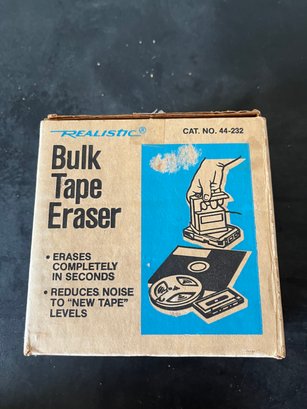 REALISTIC®
CAT. NO. 44-232
Bulk
Tape
Eraser
• ERASES
COMPLETELY
IN SECONDS
• REDUCES NOISE
TO "NEW TAPE"
LEVELS